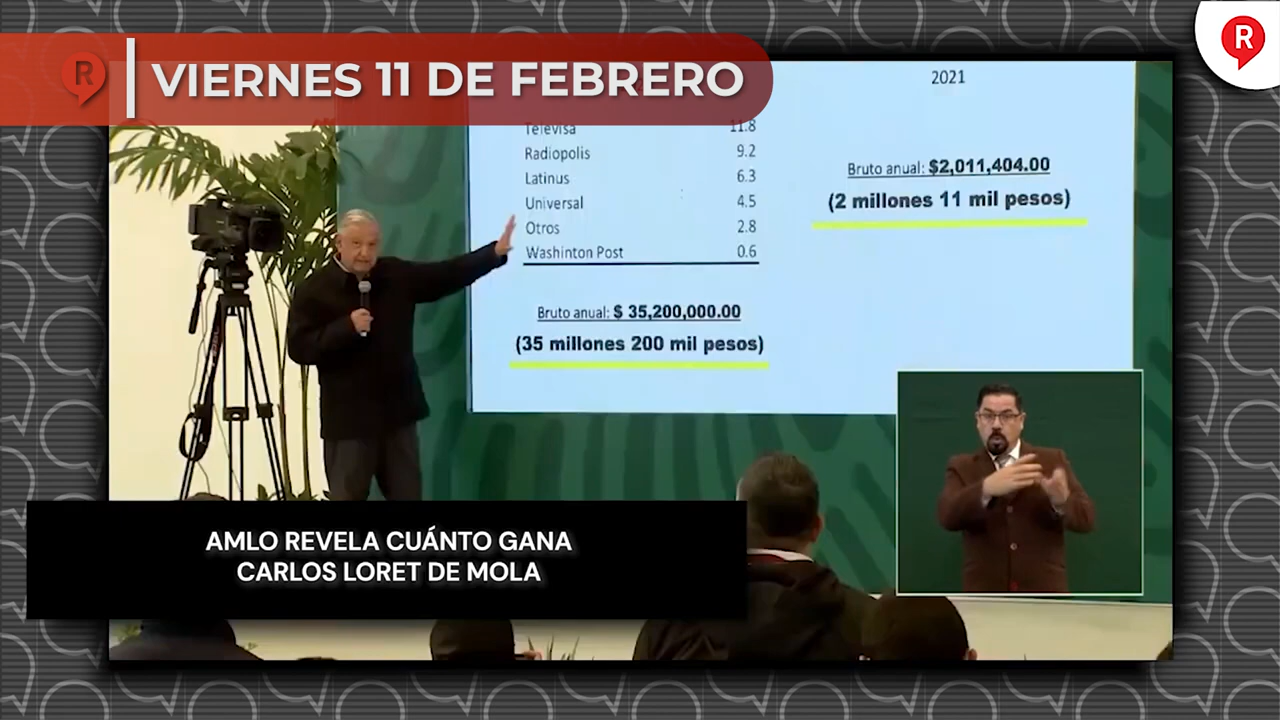 R
R
VIERNES 11 DE FEBRERO
2021
Televisa 11.8
Radiopolis 9.2
Latinus 6.3
Universal 4.5
Otros 2.8
Washinton Post 0.6
Bruto anual: $ 35,200,000.00
(35 millones 200 mil pesos)
Bruto anual: $2,011,404.00
(2 millones 11 mil pesos)
AMLO REVELA CUÁNTO GANA
CARLOS LORET DE MOLA